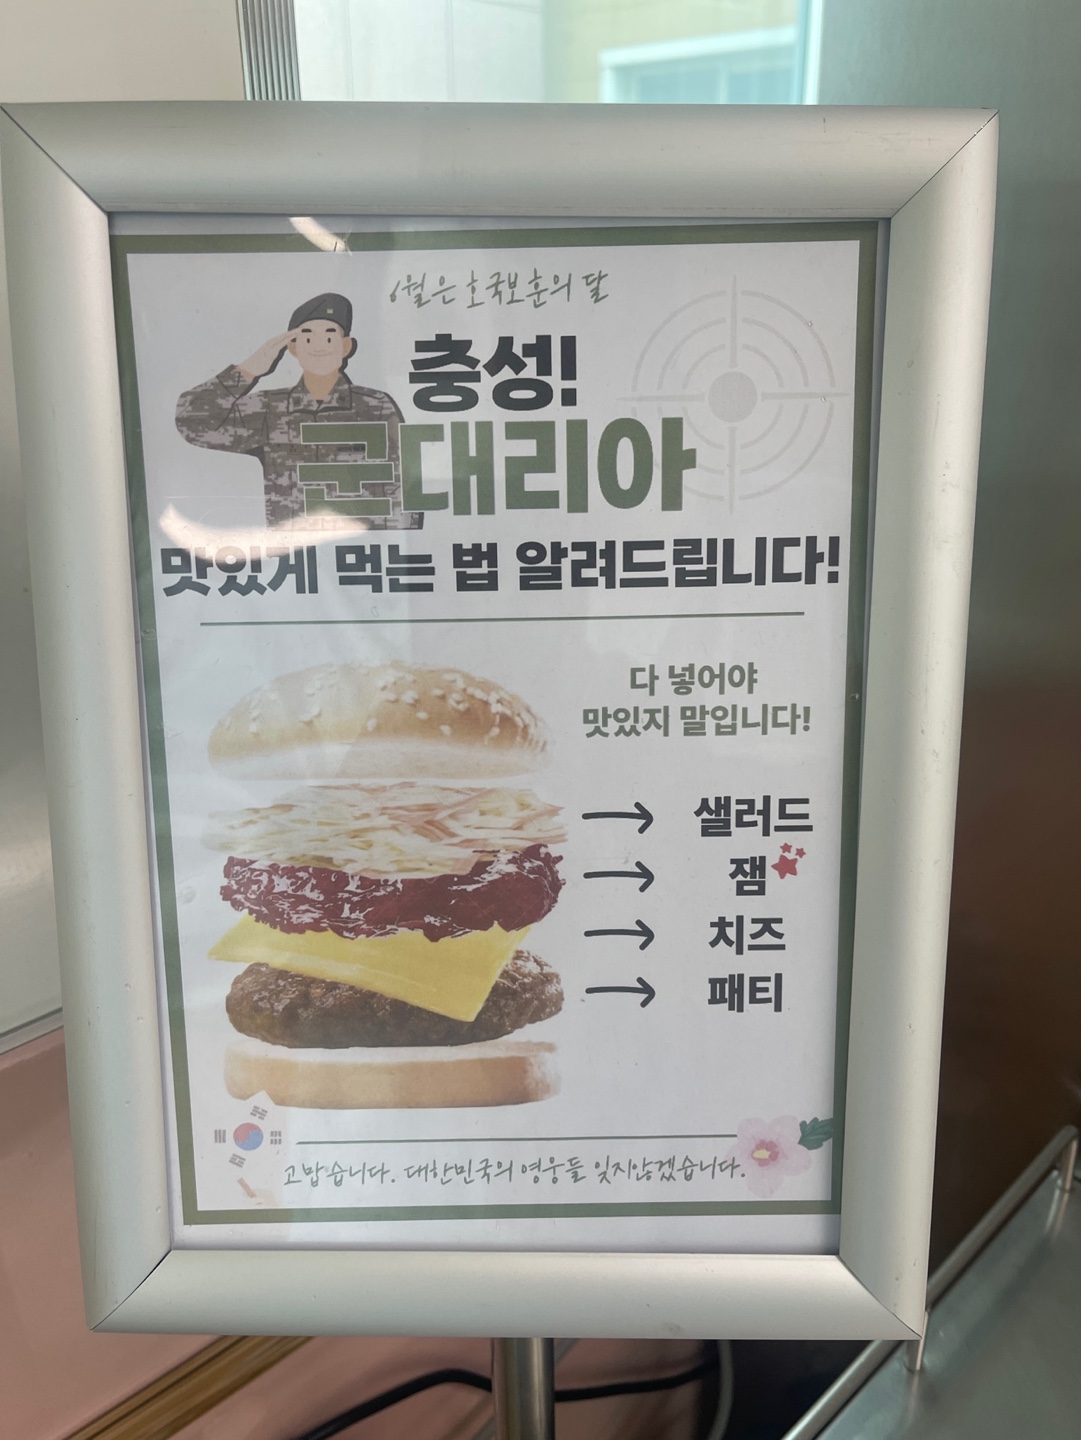 6월은 호국보훈의 달
충성!
군대리아
맛있게 먹는 법 알려드립니다!
다 넣어야
맛있지 말입니다!
→ 샐러드
→ 잼
→ 치즈
→ 패티
고맙습니다. 대한민국의 영웅들 잊지않겠습니다.